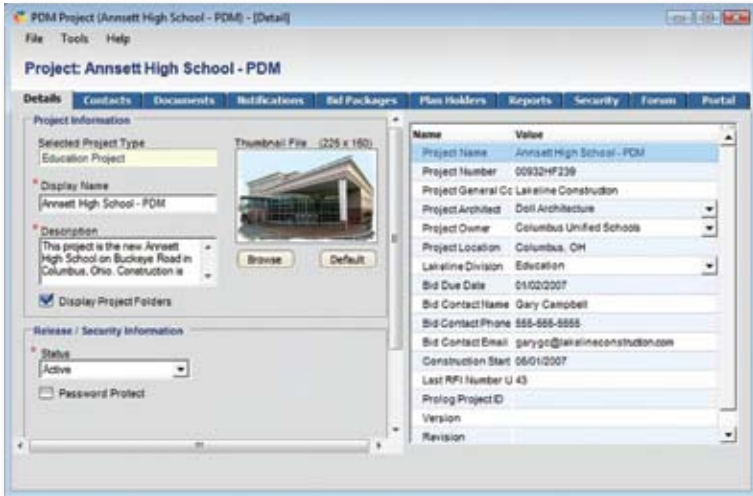 PDM Project (Annsett High School - PDM) - [Detail]
File Tools Help
Project: Annsett High School - PDM
Details Contacts Documents Notifications Bid Packages Plan Holders Reports Security Forum Portal
Project Information
Selected Project Type
Education Project
Thumbnail File (225 x 160)
* Display Name
Annsett High School - PDM
* Description
This project is the new Annsett
High School on Buckeye Road in
Columbus, Ohio. Construction is
Browse Default
Display Project Folders
Release / Security Information
* Status
Active
Password Protect
Name Value
Project Name Annsett High School - PDM
Project Number 00932HF239
Project General Cc Lakeline Construction
Project Architect Doll Architecture
Project Owner Columbus Unified Schools
Project Location Columbus, OH
Lakeline Division Education
Bid Due Date 01/02/2007
Bid Contact Name Gary Campbell
Bid Contact Phone 555-555-5555
Bid Contact Email garygc@lakelineconstruction.com
Construction Start 06/01/2007
Last RFI Number U 43
Prolog Project ID
Version
Revision